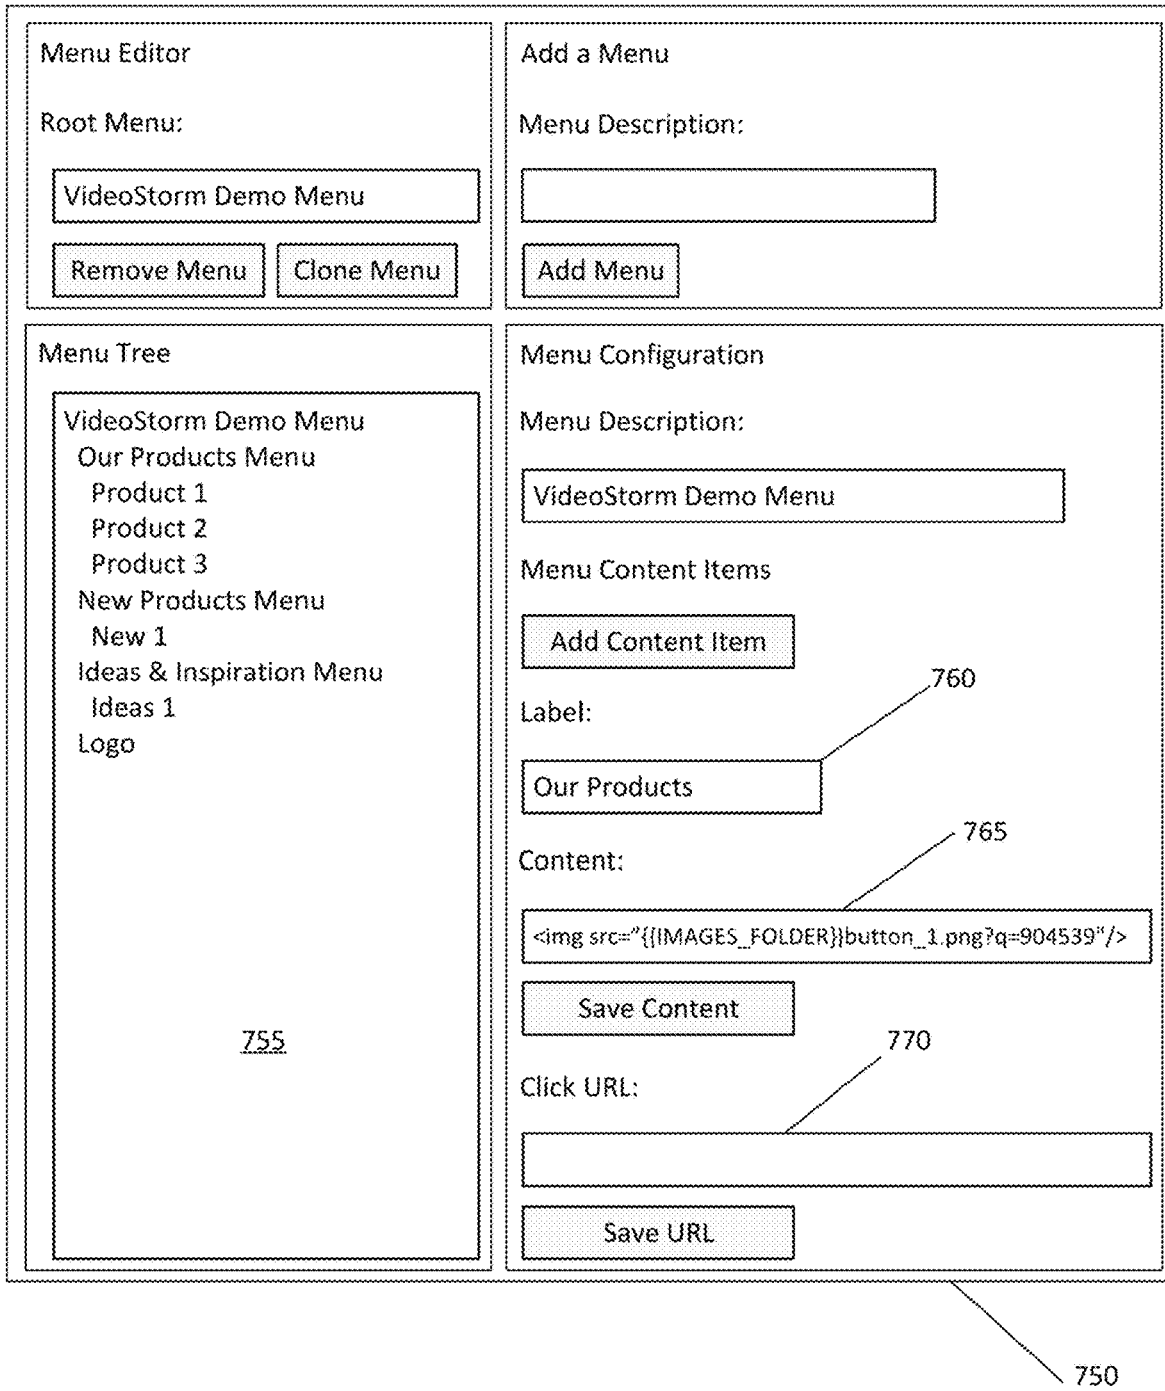 Menu Editor
Root Menu:
VideoStorm Demo Menu
Remove Menu
Clone Menu
Add a Menu
Menu Description:
Add Menu
Menu Tree
VideoStorm Demo Menu
Our Products Menu
Product 1
Product 2
Product 3
New Products Menu
New 1
Ideas & Inspiration Menu
Ideas 1
Logo
755
Menu Configuration
Menu Description:
VideoStorm Demo Menu
Menu Content Items
Add Content Item
760
Label:
Our Products
765
Content:
<img src="{{IMAGES_FOLDER}}button_1.png?q=904539"/>
Save Content
770
Click URL:
Save URL
750